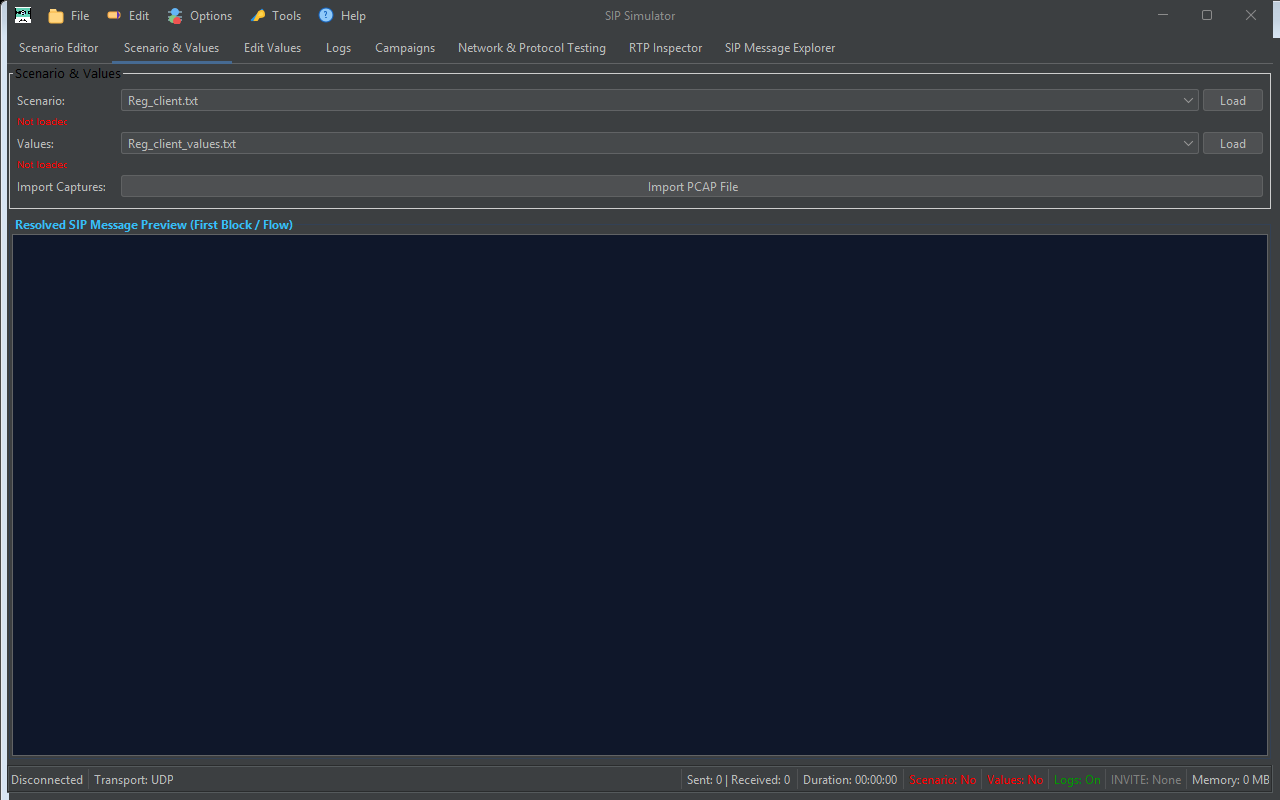 File Edit Options Tools Help SIP Simulator
Scenario Editor Scenario & Values Edit Values Logs Campaigns Network & Protocol Testing RTP Inspector SIP Message Explorer
Scenario & Values
Scenario: Reg_client.txt Load
Not loaded
Values: Reg_client_values.txt Load
Not loaded
Import Captures: Import PCAP File
Resolved SIP Message Preview (First Block / Flow)
Disconnected Transport: UDP Sent: 0 | Received: 0 Duration: 00:00:00 Scenario: No Values: No Logs: On INVITE: None Memory: 0 MB